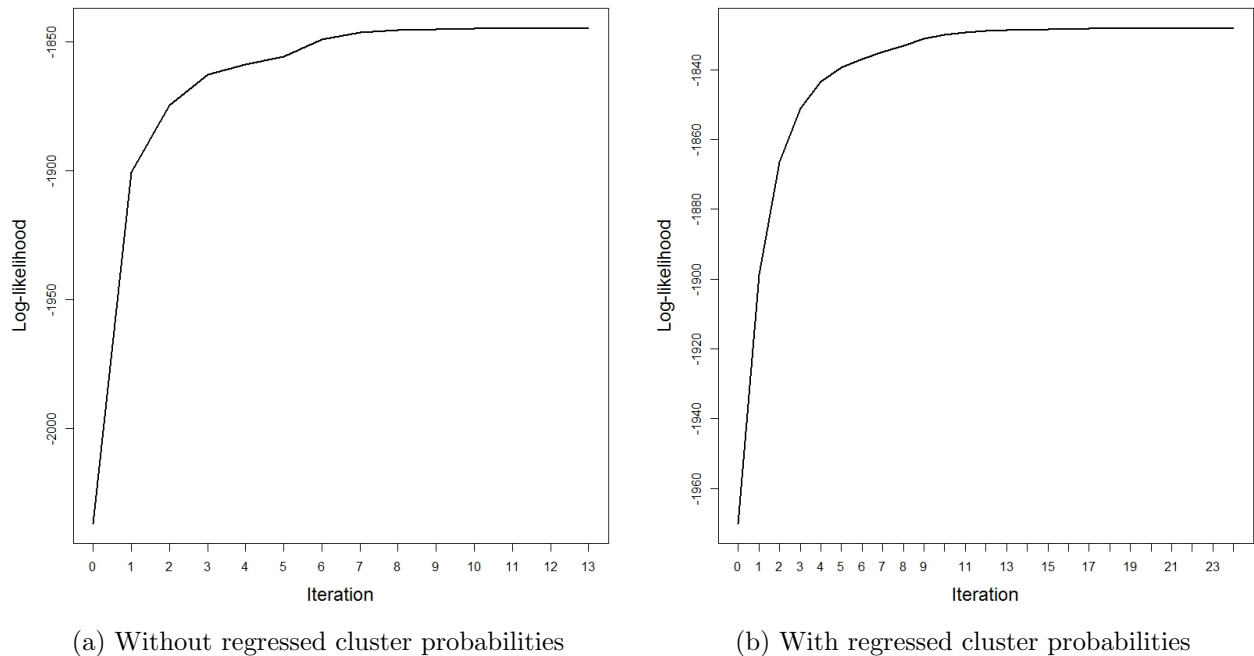 -1850
-1900
-1950
-2000
Log-likelihood
0 1 2 3 4 5 6 7 8 9 10 11 12 13
Iteration
(a) Without regressed cluster probabilities
-1840
-1860
-1880
-1900
-1920
-1940
-1960
Log-likelihood
0 1 2 3 4 5 6 7 8 9 11 13 15 17 19 21 23
Iteration
(b) With regressed cluster probabilities